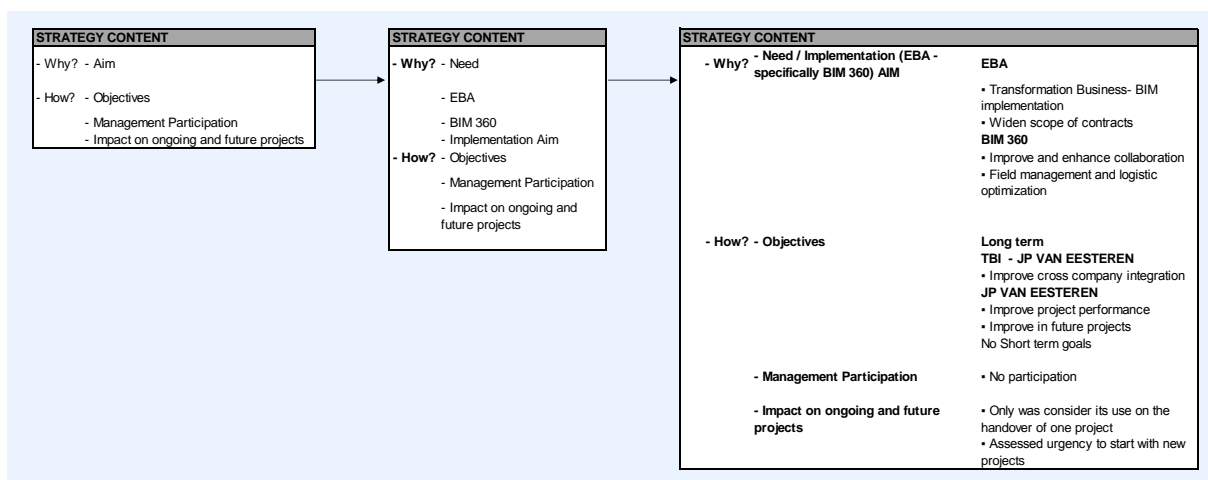 STRATEGY CONTENT
- Why? - Aim
- How? - Objectives
- Management Participation
- Impact on ongoing and future projects
STRATEGY CONTENT
- Why? - Need
- EBA
- BIM 360
- Implementation Aim
- How? - Objectives
- Management Participation
- Impact on ongoing and
future projects
STRATEGY CONTENT
- Why? - Need / Implementation (EBA -
specifically BIM 360) AIM
EBA
▪ Transformation Business- BIM
implementation
▪ Widen scope of contracts
BIM 360
▪ Improve and enhance collaboration
▪ Field management and logistic
optimization
- How? - Objectives
Long term
TBI - JP VAN EESTEREN
▪ Improve cross company integration
JP VAN EESTEREN
▪ Improve project performance
▪ Improve in future projects
No Short term goals
- Management Participation
▪ No participation
- Impact on ongoing and future
projects
▪ Only was consider its use on the
handover of one project
▪ Assessed urgency to start with new
projects